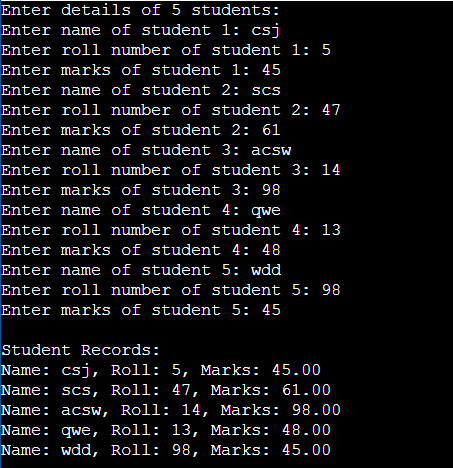 Enter details of 5 students:
Enter name of student 1: csj
Enter roll number of student 1: 5
Enter marks of student 1: 45
Enter name of student 2: scs
Enter roll number of student 2: 47
Enter marks of student 2: 61
Enter name of student 3: acsw
Enter roll number of student 3: 14
Enter marks of student 3: 98
Enter name of student 4: qwe
Enter roll number of student 4: 13
Enter marks of student 4: 48
Enter name of student 5: wdd
Enter roll number of student 5: 98
Enter marks of student 5: 45

Student Records:
Name: csj, Roll: 5, Marks: 45.00
Name: scs, Roll: 47, Marks: 61.00
Name: acsw, Roll: 14, Marks: 98.00
Name: qwe, Roll: 13, Marks: 48.00
Name: wdd, Roll: 98, Marks: 45.00